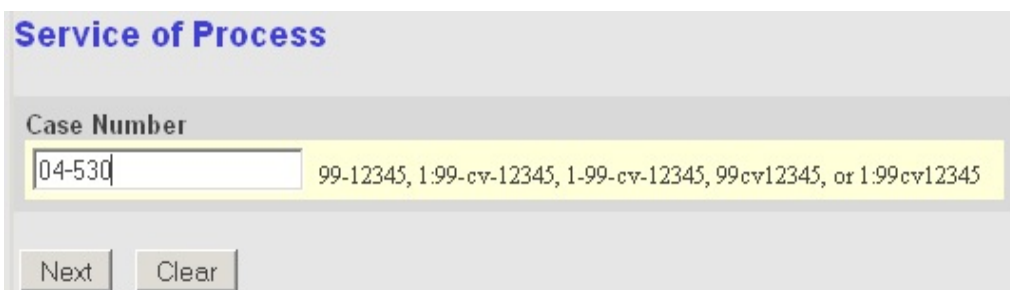 Service of Process
Case Number
04-530 99-12345, 1:99-cv-12345, 1-99-cv-12345, 99cv12345, or 1:99cv12345
Next Clear